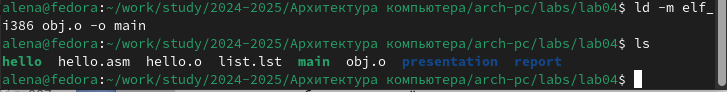 alena@fedora:~/work/study/2024-2025/Архитектура компьютера/arch-pc/labs/lab04$ ld -m elf_
i386 obj.o -o main
alena@fedora:~/work/study/2024-2025/Архитектура компьютера/arch-pc/labs/lab04$ ls
hello hello.asm hello.o list.lst main obj.o presentation report
alena@fedora:~/work/study/2024-2025/Архитектура компьютера/arch-pc/labs/lab04$